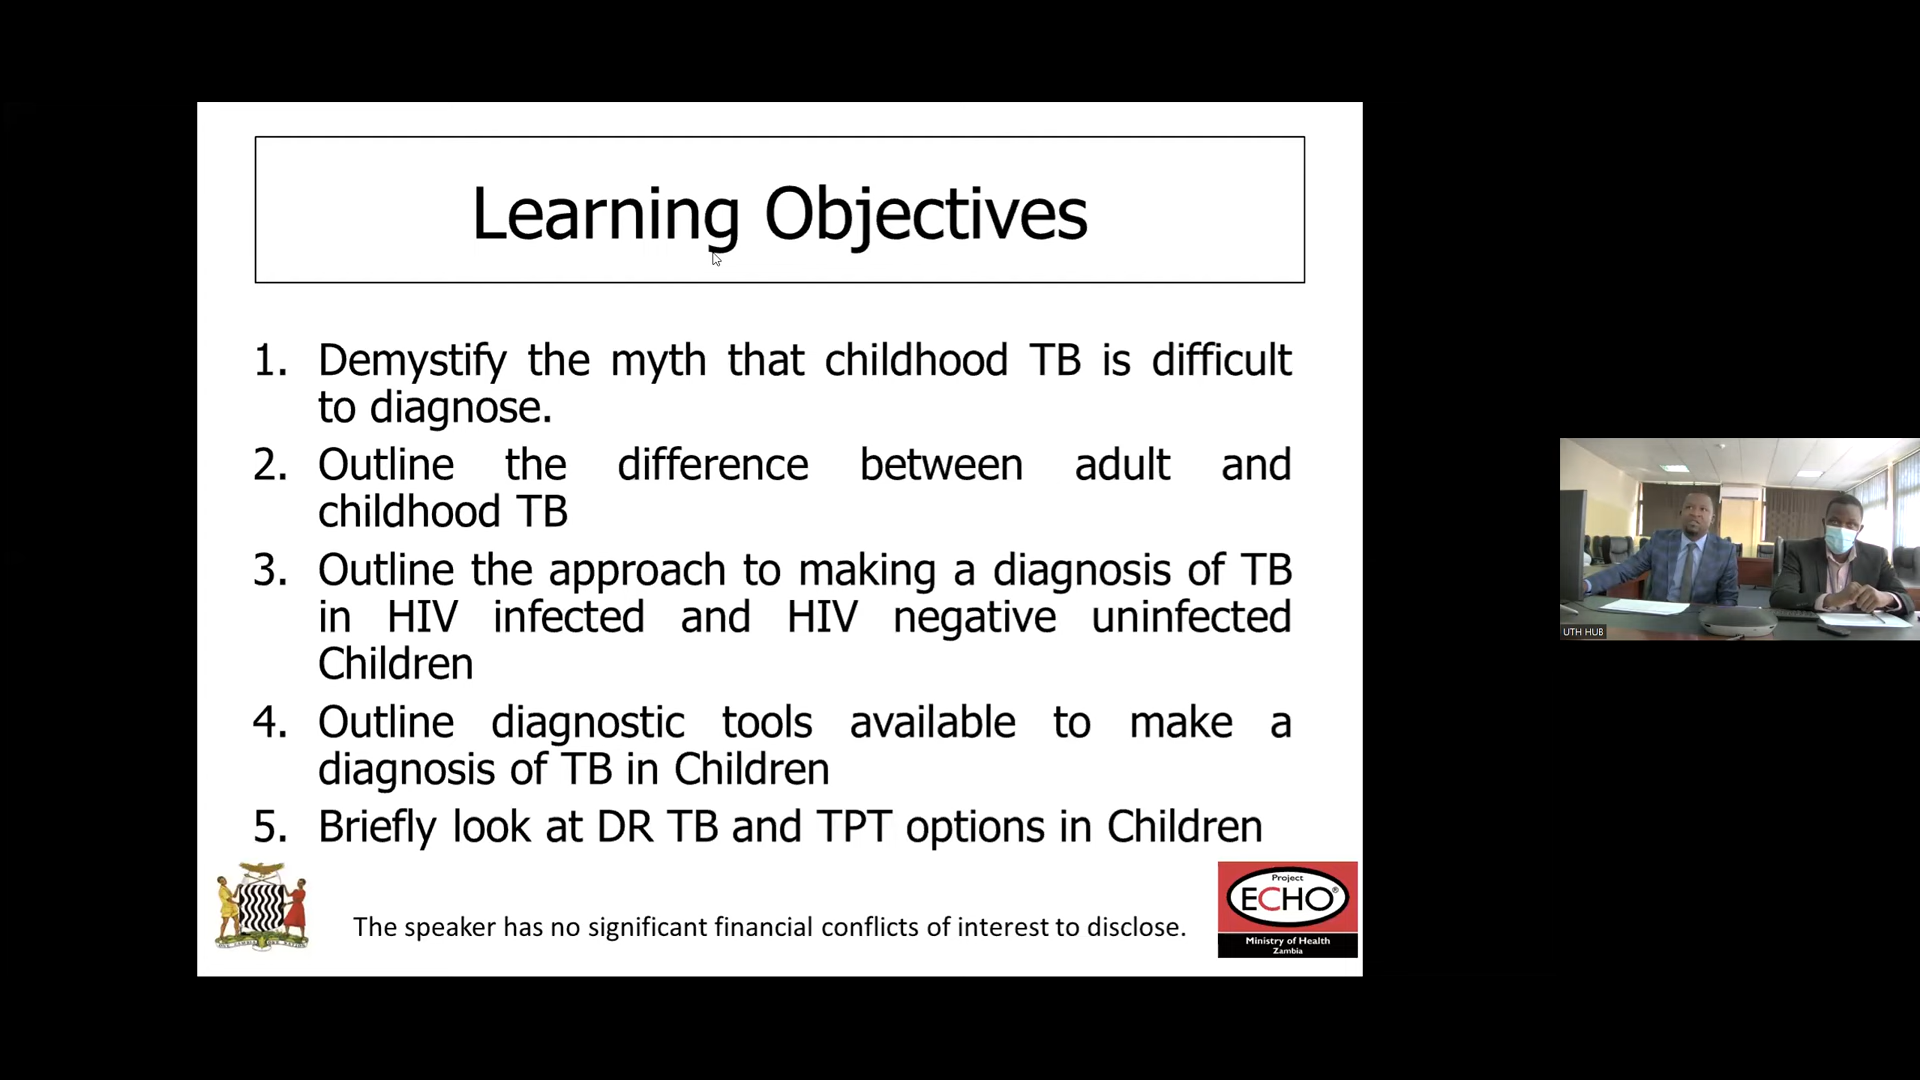 Learning Objectives
1. Demystify the myth that childhood TB is difficult
to diagnose.
2. Outline the difference between adult and
childhood TB
3. Outline the approach to making a diagnosis of TB
in HIV infected and HIV negative uninfected
Children
4. Outline diagnostic tools available to make a
diagnosis of TB in Children
5. Briefly look at DR TB and TPT options in Children
The speaker has no significant financial conflicts of interest to disclose.
Project
ECHO®
Ministry of Health
Zambia
UTH HUB